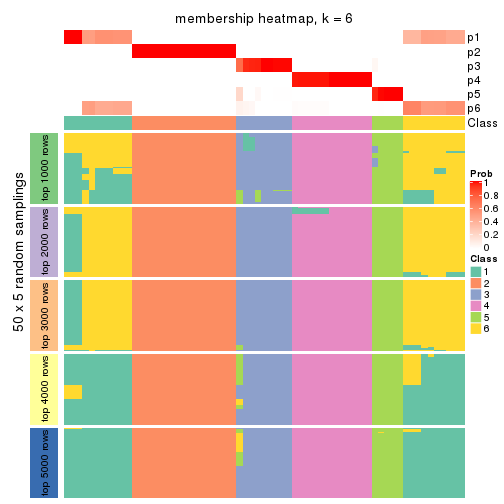 membership heatmap, k = 6
p1
p2
p3
p4
p5
p6
Class
50 x 5 random samplings
top 1000 rows
top 2000 rows
top 3000 rows
top 4000 rows
top 5000 rows
Prob
1
0.8
0.6
0.4
0.2
0
Class
1
2
3
4
5
6